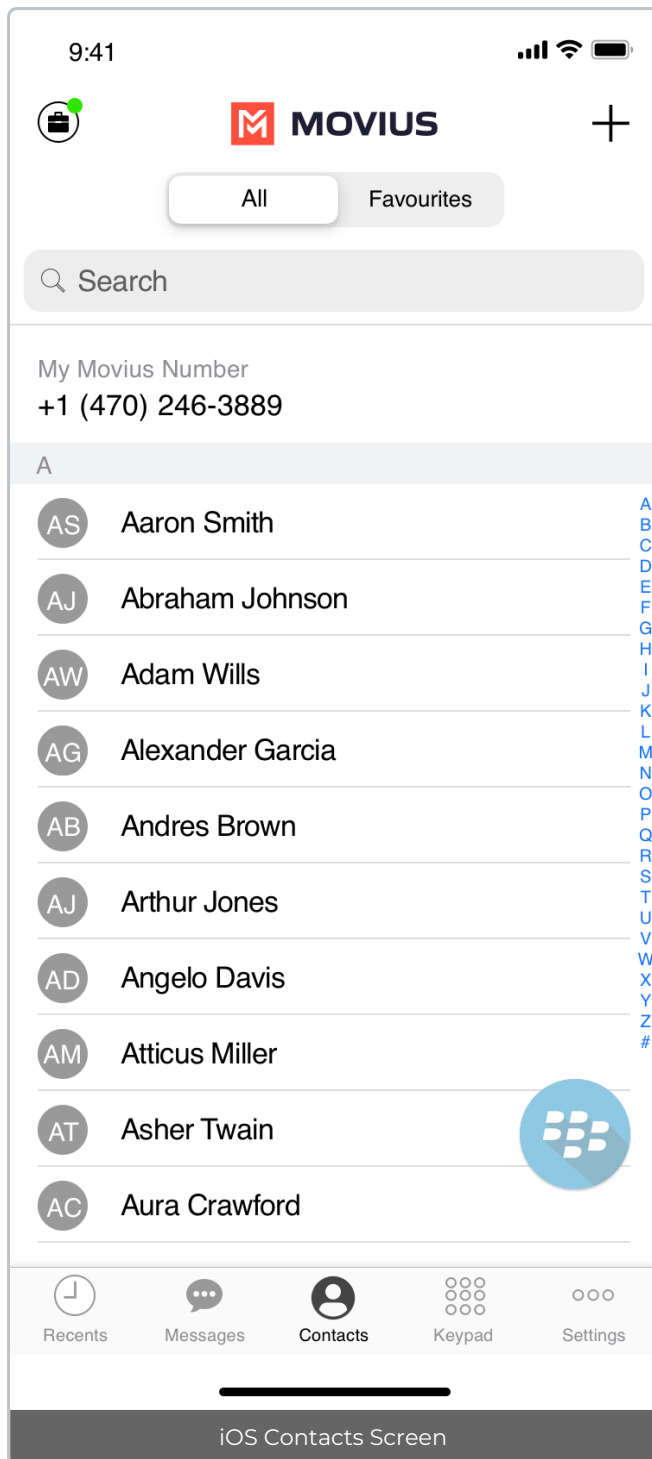 9:41
MOVIUS
All Favourites
Search
My Movius Number
+1 (470) 246-3889
A
AS Aaron Smith
AJ Abraham Johnson
AW Adam Wills
AG Alexander Garcia
AB Andres Brown
AJ Arthur Jones
AD Angelo Davis
AM Atticus Miller
AT Asher Twain
AC Aura Crawford
A
B
C
D
E
F
G
H
I
J
K
L
M
N
O
P
Q
R
S
T
U
V
W
X
Y
Z
#
Recents Messages Contacts Keypad Settings
iOS Contacts Screen